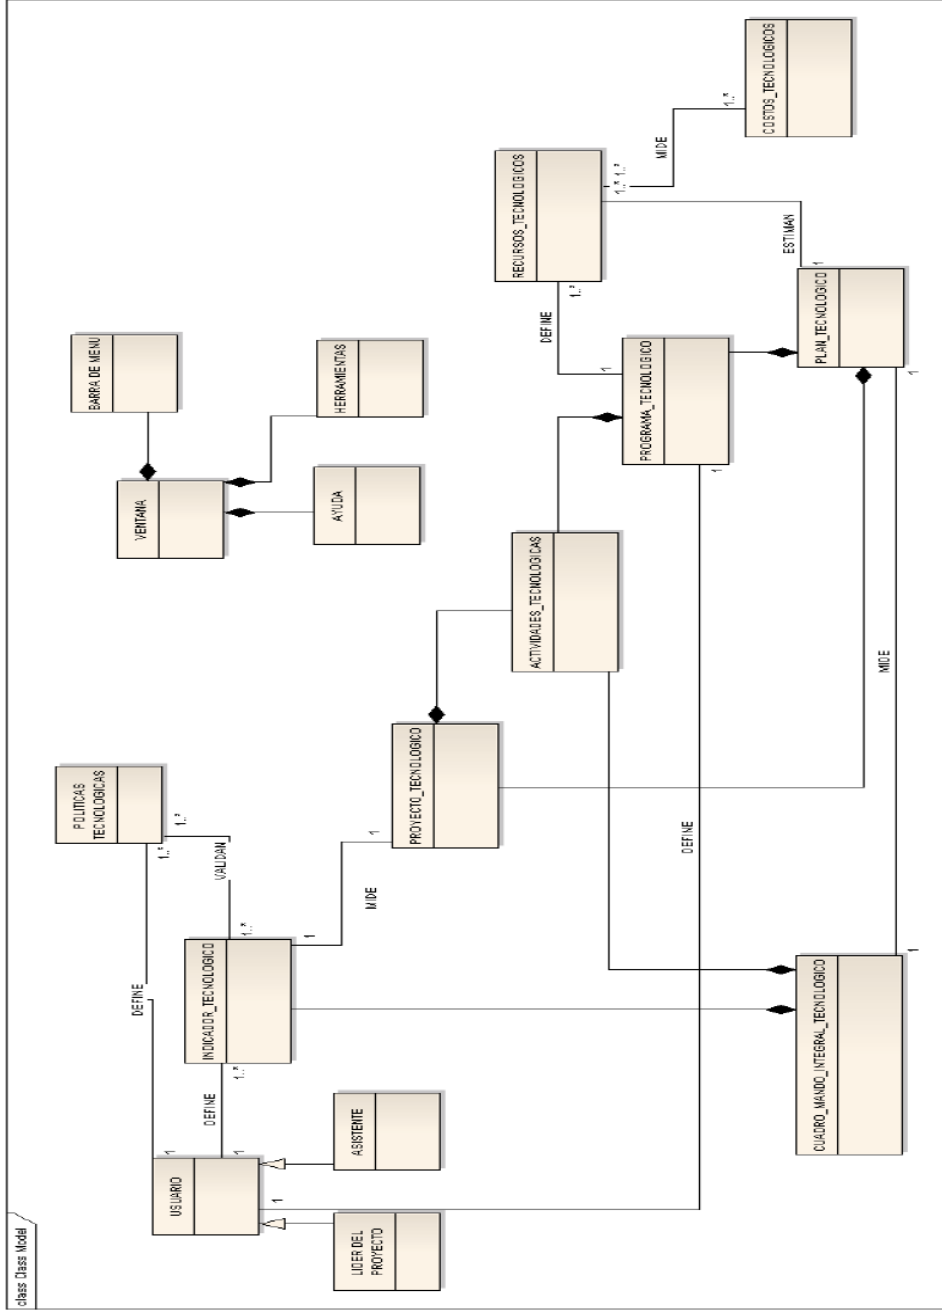 class Class Model
POLITICAS
TECNOLOGICAS
BARRA DE MENU
DEFINE
VENTANA
1
1..*
1..*
USUARIO
DEFINE
INDICADOR_TECNOLOGICO
VALIDAN
1
1..*
1..*
1
1
LIDER DEL
PROYECTO
ASISTENTE
AYUDA
HERRAMIENTAS
MIDE
1
PROYECTO_TECNOLOGICO
ACTIVIDADES_TECNOLOGICAS
RECURSOS_TECNOLOGICOS
DEFINE
1..*
1
1..*
1..*
PROGRAMA_TECNOLOGICO
MIDE
DEFINE
1
1..*
COSTOS_TECNOLOGICOS
ESTIMAN
CUADRO_MANDO_INTEGRAL_TECNOLOGICO
PLAN_TECNOLOGICO
1
MIDE
1
1